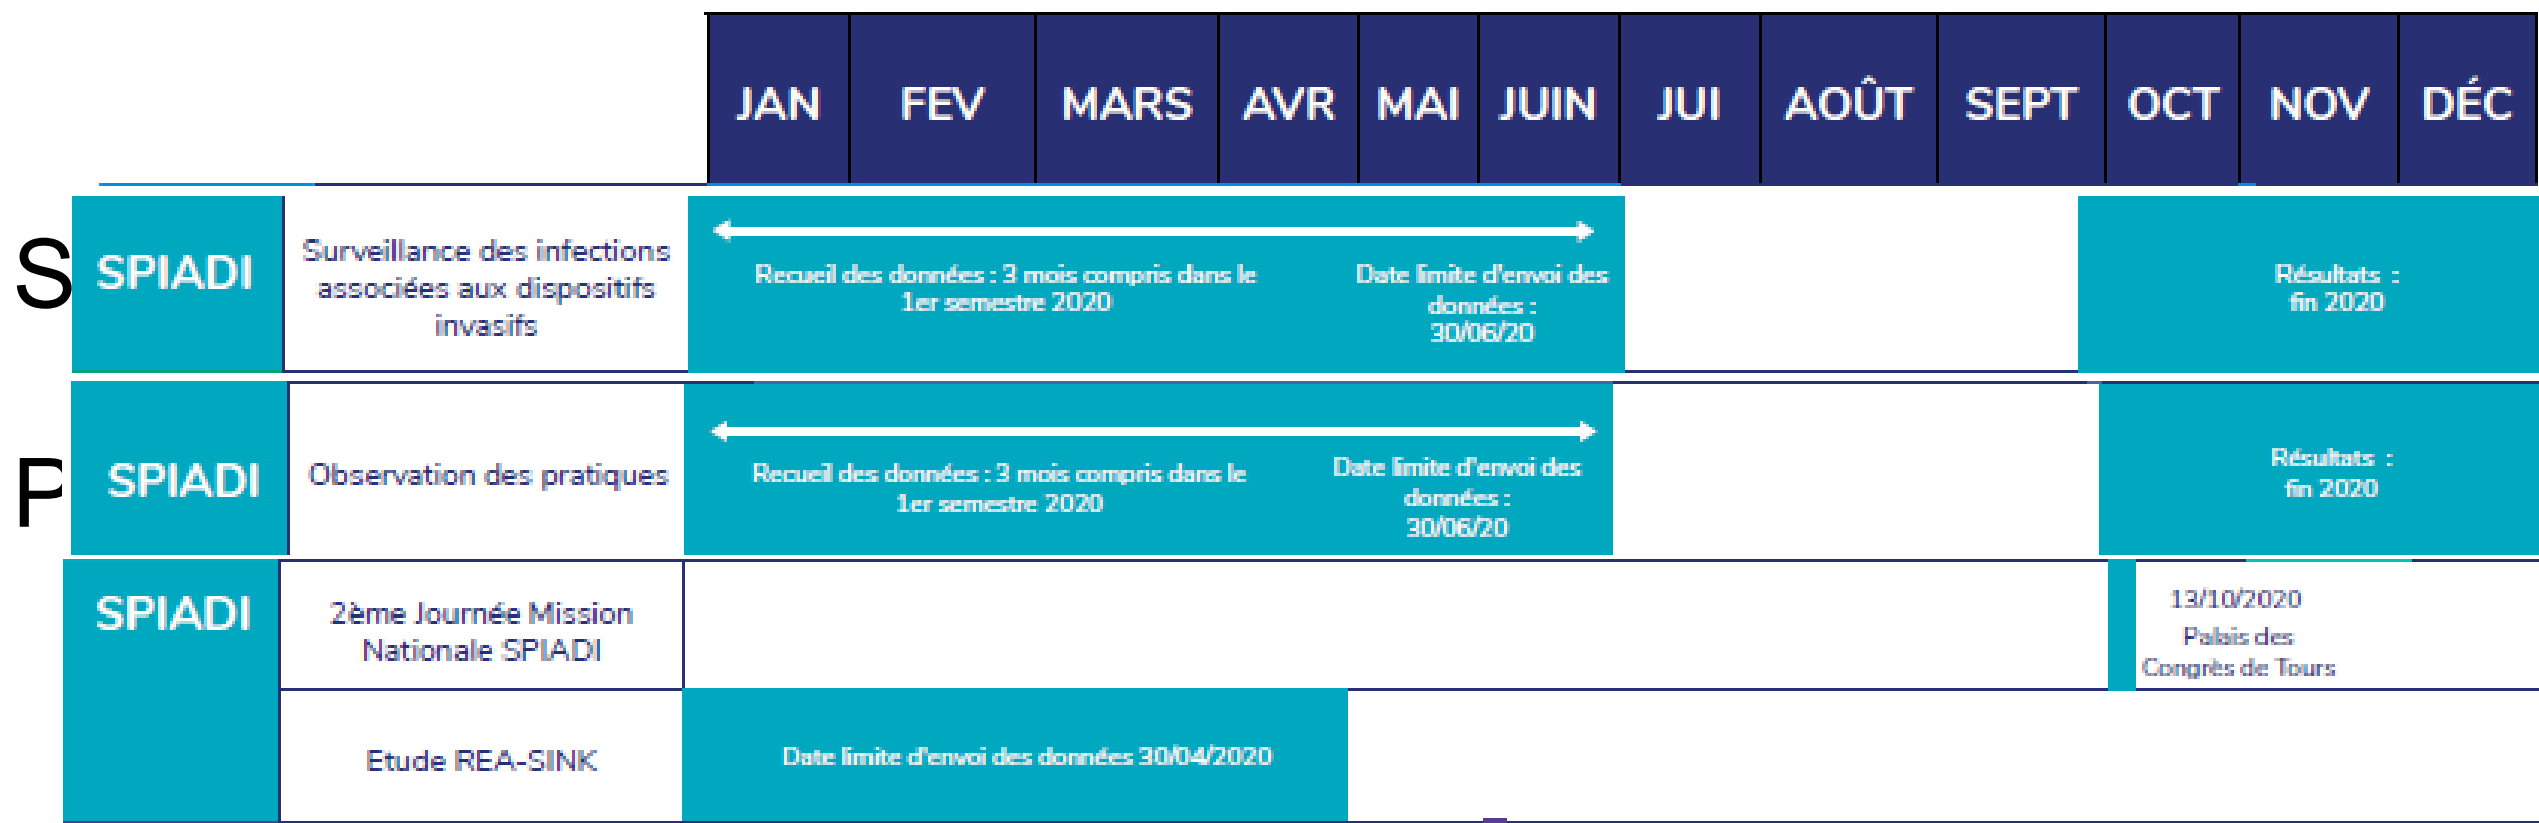 JAN FEV MARS AVR MAI JUIN JUI AOÛT SEPT OCT NOV DÉC
S
SPIADI
Surveillance des infections
associées aux dispositifs
invasifs
Recueil des données : 3 mois compris dans le
1er semestre 2020
Date limite d'envoi des
données :
30/06/20
Résultats :
fin 2020
P
SPIADI
Observation des pratiques
Recueil des données : 3 mois compris dans le
1er semestre 2020
Date limite d'envoi des
données :
30/06/20
Résultats :
fin 2020
SPIADI
2ème Journée Mission
Nationale SPIADI
13/10/2020
Palais des
Congrès de Tours
Etude REA-SINK
Date limite d'envoi des données 30/04/2020